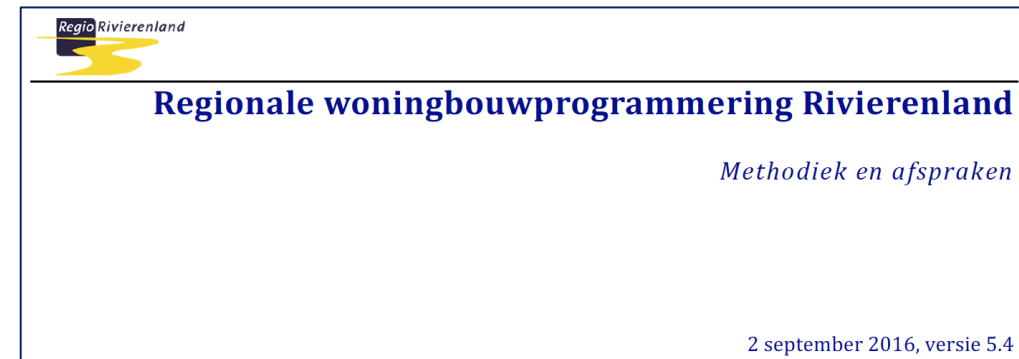 Regio Rivierenland
Regionale woningbouwprogrammering Rivierenland
Methodiek en afspraken
2 september 2016, versie 5.4